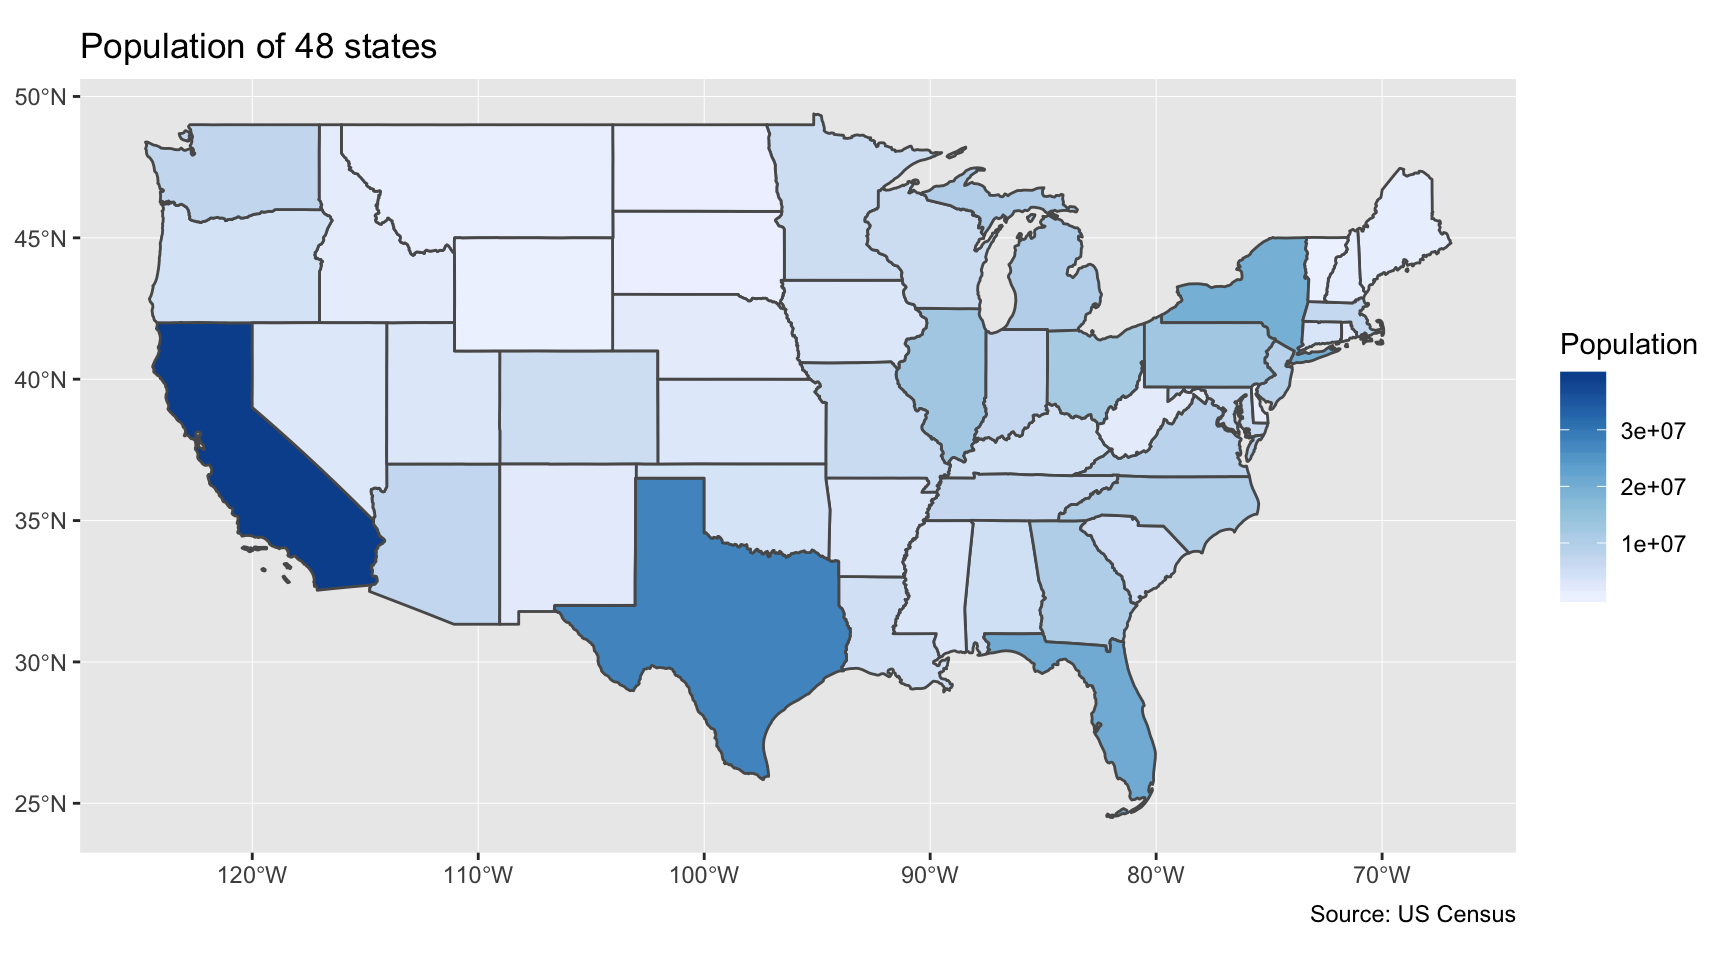 Population of 48 states
50°N
45°N
40°N
35°N
30°N
25°N
120°W 110°W 100°W 90°W 80°W 70°W
Population
3e+07
2e+07
1e+07
Source: US Census